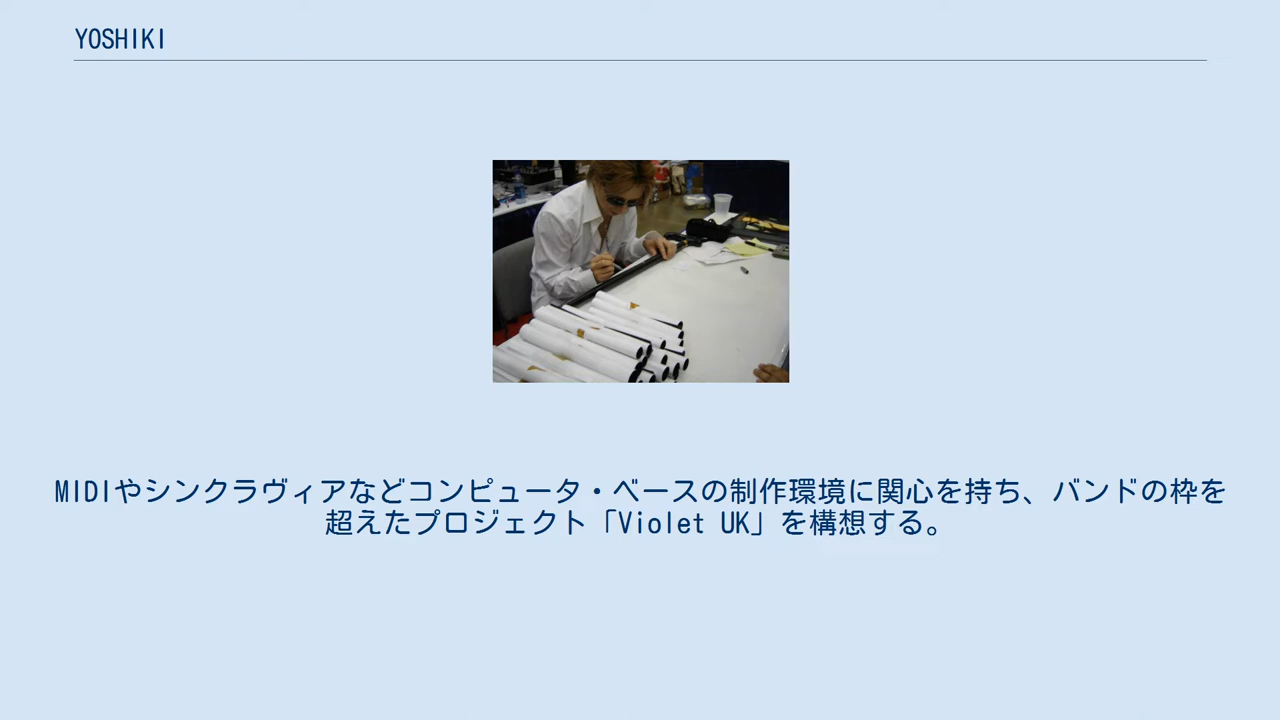 YOSHIKI
MIDIやシンクラヴィアなどコンピュータ・ベースの制作環境に関心を持ち、バンドの枠を
超えたプロジェクト「Violet UK」を構想する。